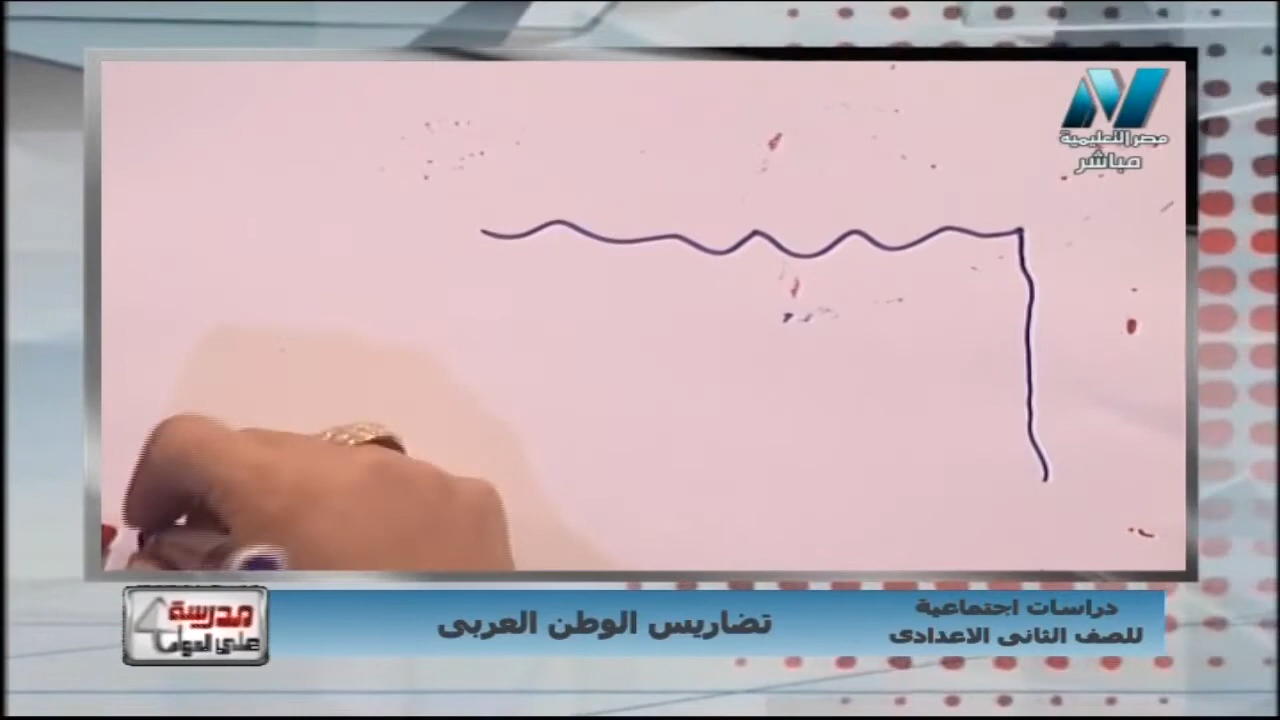 مصر التعليمية
مباشر
دراسات اجتماعية
للصف الثانى الاعدادى
تضاريس الوطن العربى
مدرسة
على الهواء